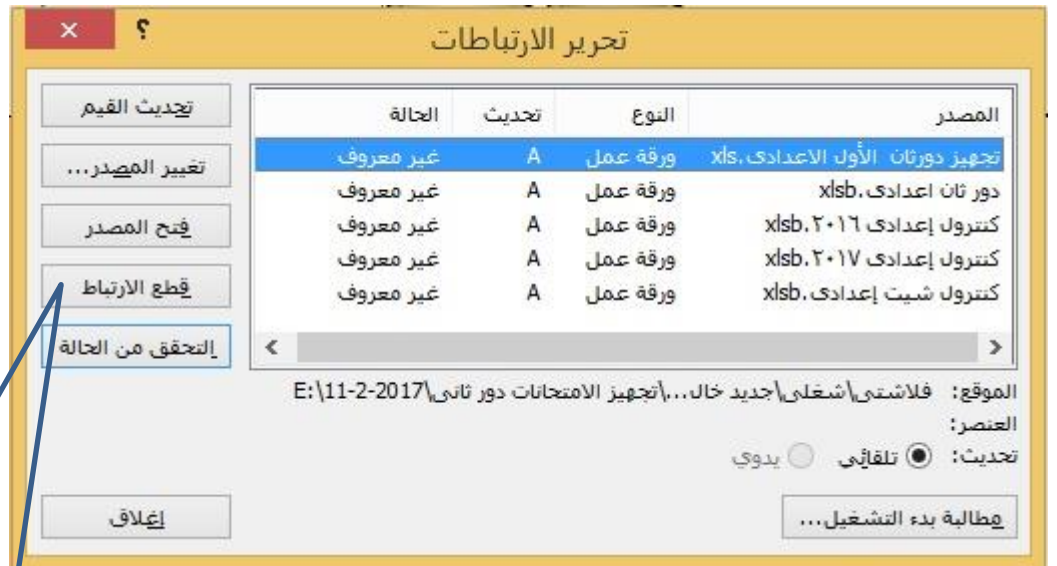 تحرير الارتباطات
؟
المصدر النوع تحديث الحالة
تجهيز دورثان الأول الاعدادى.xls ورقة عمل A غير معروف
دور ثان اعدادى.xlsb ورقة عمل A غير معروف
كنترول إعدادى ٢٠١٦.xlsb ورقة عمل A غير معروف
كنترول إعدادى ٢٠١٧.xlsb ورقة عمل A غير معروف
كنترول شيت إعدادى.xlsb ورقة عمل A غير معروف
تحديث القيم
تغيير المصدر...
فتح المصدر
قطع الارتباط
التحقق من الحالة
الموقع: فلاشتى\شغلى\جديد خال...\تجهيز الامتحانات دور ثانى\E:\11-2-2017
العنصر:
تحديث: تلقائي يدوي
مطالبة بدء التشغيل...
إغلاق